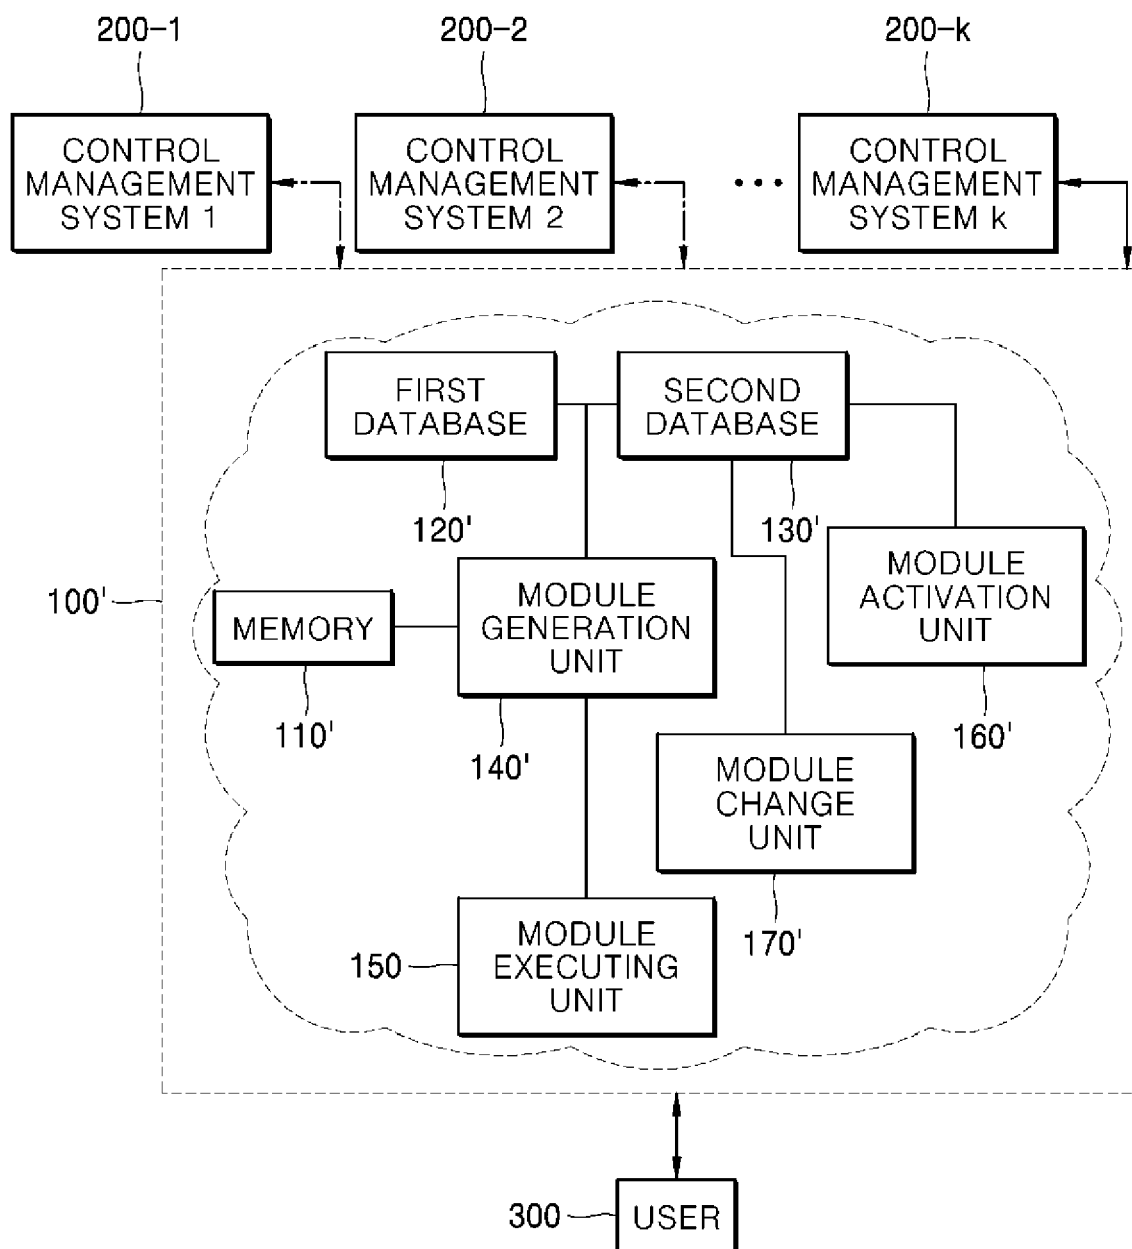 200-1
200-2
200-k
CONTROL
MANAGEMENT
SYSTEM 1
CONTROL
MANAGEMENT
SYSTEM 2
•••
CONTROL
MANAGEMENT
SYSTEM k
FIRST
DATABASE
SECOND
DATABASE
120'
130'
MODULE
GENERATION
UNIT
MODULE
ACTIVATION
UNIT
100'
MEMORY
110'
140'
160'
MODULE
CHANGE
UNIT
170'
150
MODULE
EXECUTING
UNIT
300
USER